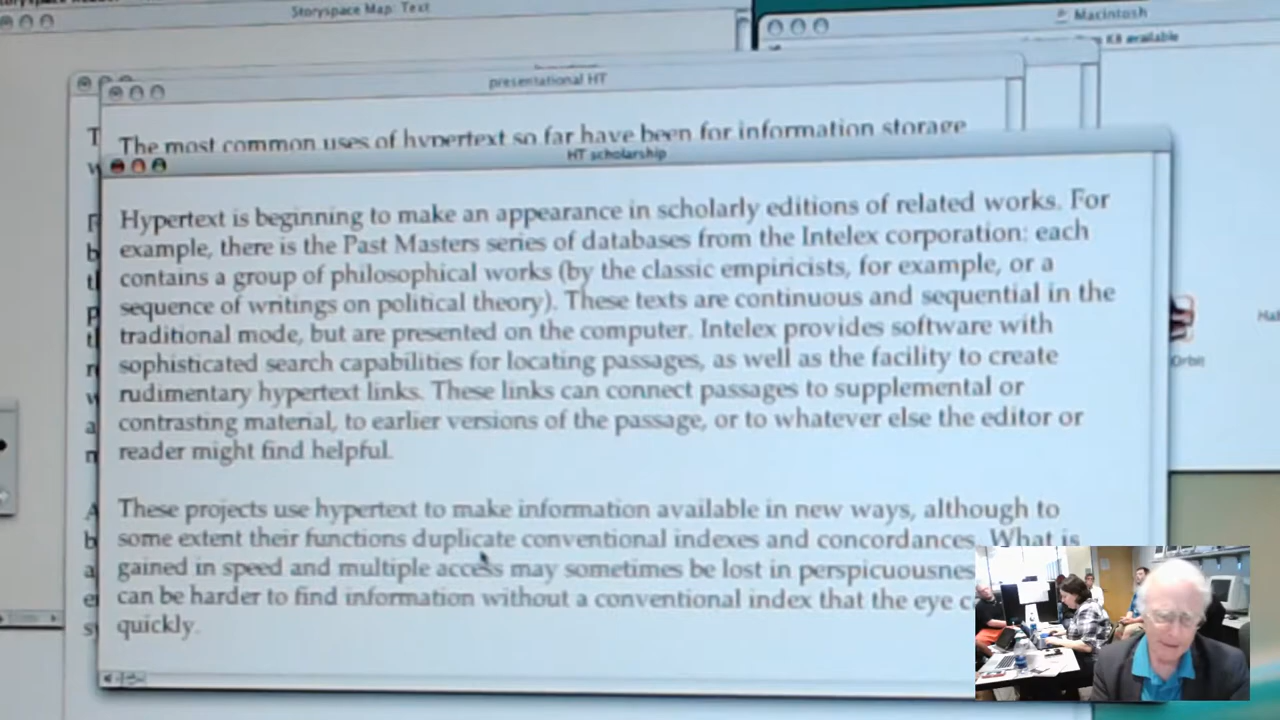 Storyspace Map: Text
Macintosh
KB available
presentational HT
The most common uses of hypertext so far have been for information storage
HT scholarship
Hypertext is beginning to make an appearance in scholarly editions of related works. For
example, there is the Past Masters series of databases from the Intelex corporation: each
contains a group of philosophical works (by the classic empiricists, for example, or a
sequence of writings on political theory). These texts are continuous and sequential in the
traditional mode, but are presented on the computer. Intelex provides software with
sophisticated search capabilities for locating passages, as well as the facility to create
rudimentary hypertext links. These links can connect passages to supplemental or
contrasting material, to earlier versions of the passage, or to whatever else the editor or
reader might find helpful.
These projects use hypertext to make information available in new ways, although to
some extent their functions duplicate conventional indexes and concordances. What is
gained in speed and multiple access may sometimes be lost in
can be harder to find information without a conventional index that the eye
quickly.
Orbit